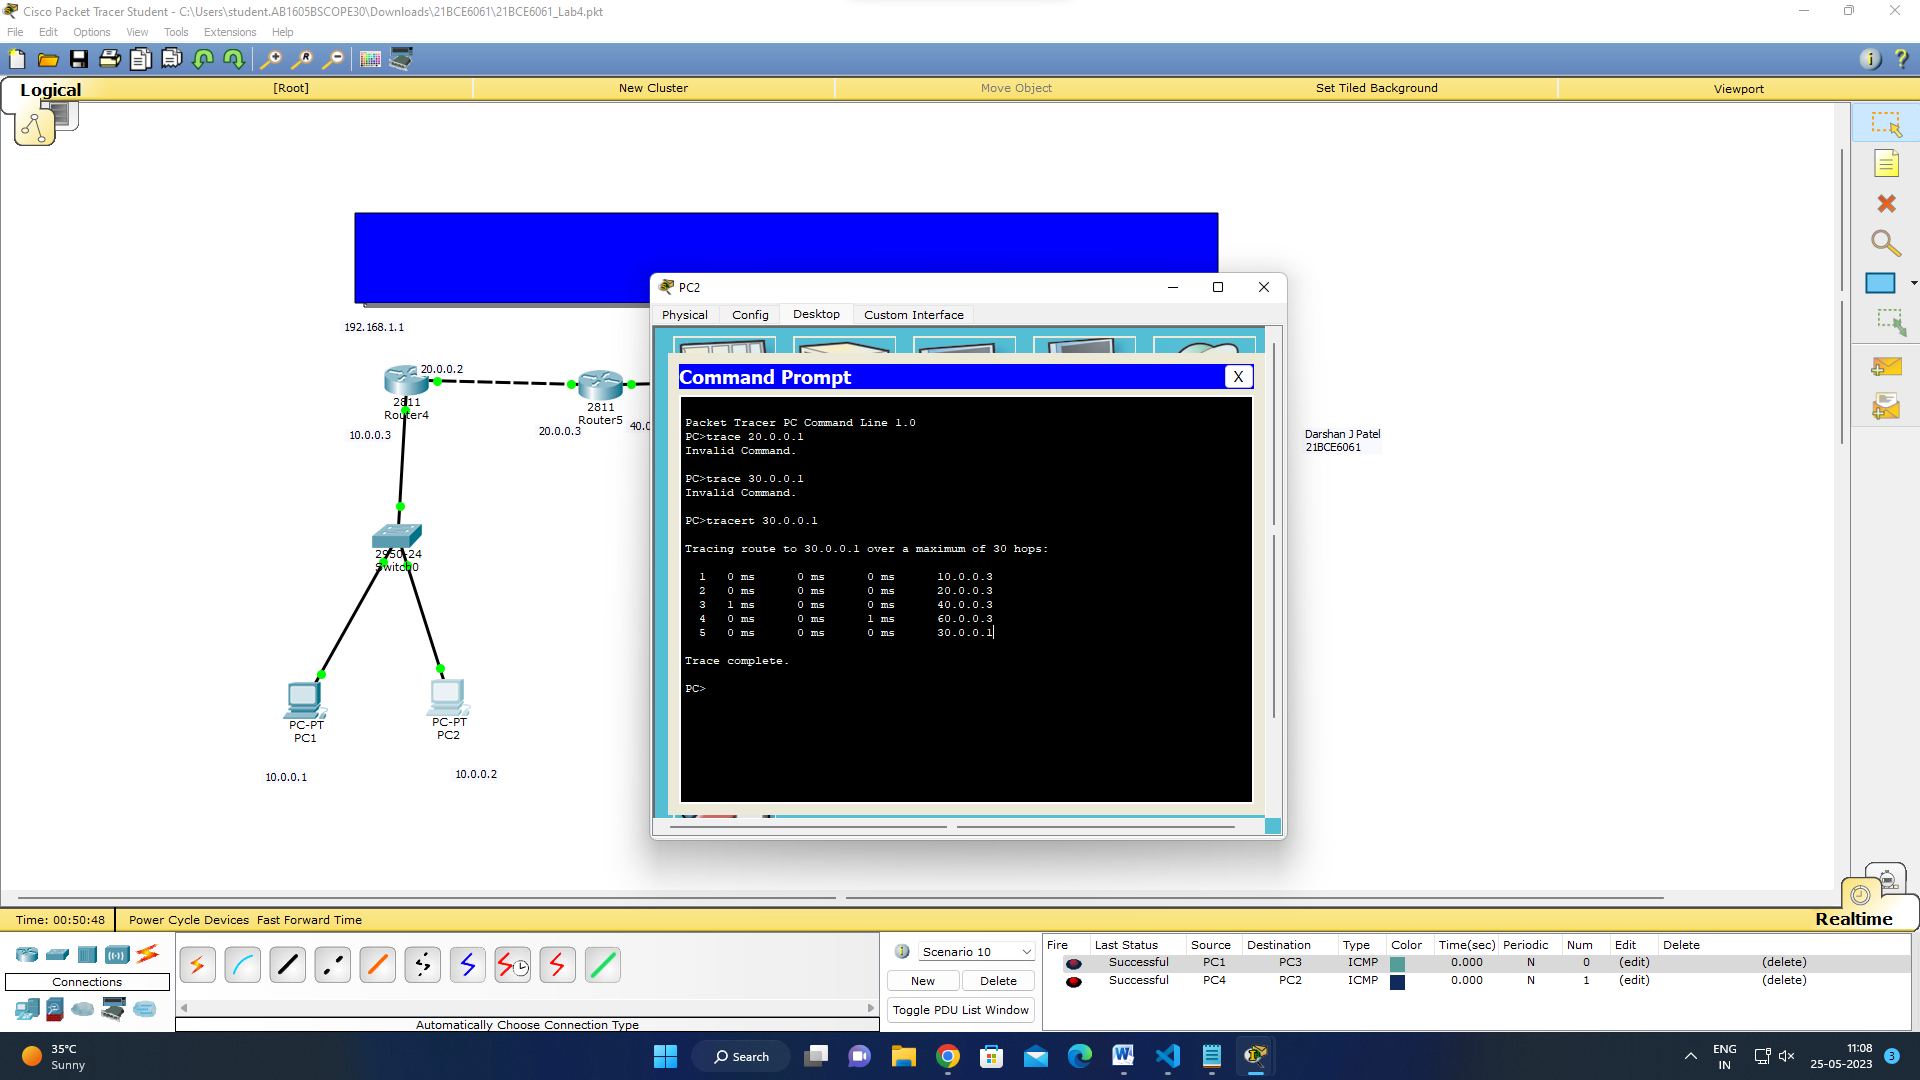 Cisco Packet Tracer Student - C:\Users\student.AB1605BSCOPE30\Downloads\21BCE6061\21BCE6061_Lab4.pkt
File Edit Options View Tools Extensions Help
Logical
[Root]
New Cluster
Move Object
Set Tiled Background
Viewport
192.168.1.1
20.0.0.2
2811
Router4
10.0.0.3
2811
Router5
20.0.0.3
40.0
2950-24
Switch0
PC-PT
PC1
PC-PT
PC2
10.0.0.1
10.0.0.2
Darshan J Patel
21BCE6061
PC2
Physical Config Desktop Custom Interface
Command Prompt
X
Packet Tracer PC Command Line 1.0
PC>trace 20.0.0.1
Invalid Command.
PC>trace 30.0.0.1
Invalid Command.
PC>tracert 30.0.0.1
Tracing route to 30.0.0.1 over a maximum of 30 hops:
1 0 ms 0 ms 0 ms 10.0.0.3
2 0 ms 0 ms 0 ms 20.0.0.3
3 1 ms 0 ms 0 ms 40.0.0.3
4 0 ms 0 ms 1 ms 60.0.0.3
5 0 ms 0 ms 0 ms 30.0.0.1
Trace complete.
PC>
Time: 00:50:48 Power Cycle Devices Fast Forward Time
Realtime
Connections
Automatically Choose Connection Type
Scenario 10
New Delete
Toggle PDU List Window
Fire Last Status Source Destination Type Color Time(sec) Periodic Num Edit Delete
Successful PC1 PC3 ICMP 0.000 N 0 (edit) (delete)
Successful PC4 PC2 ICMP 0.000 N 1 (edit) (delete)
35°C
Sunny
Search
ENG
IN
11:08
25-05-2023
3